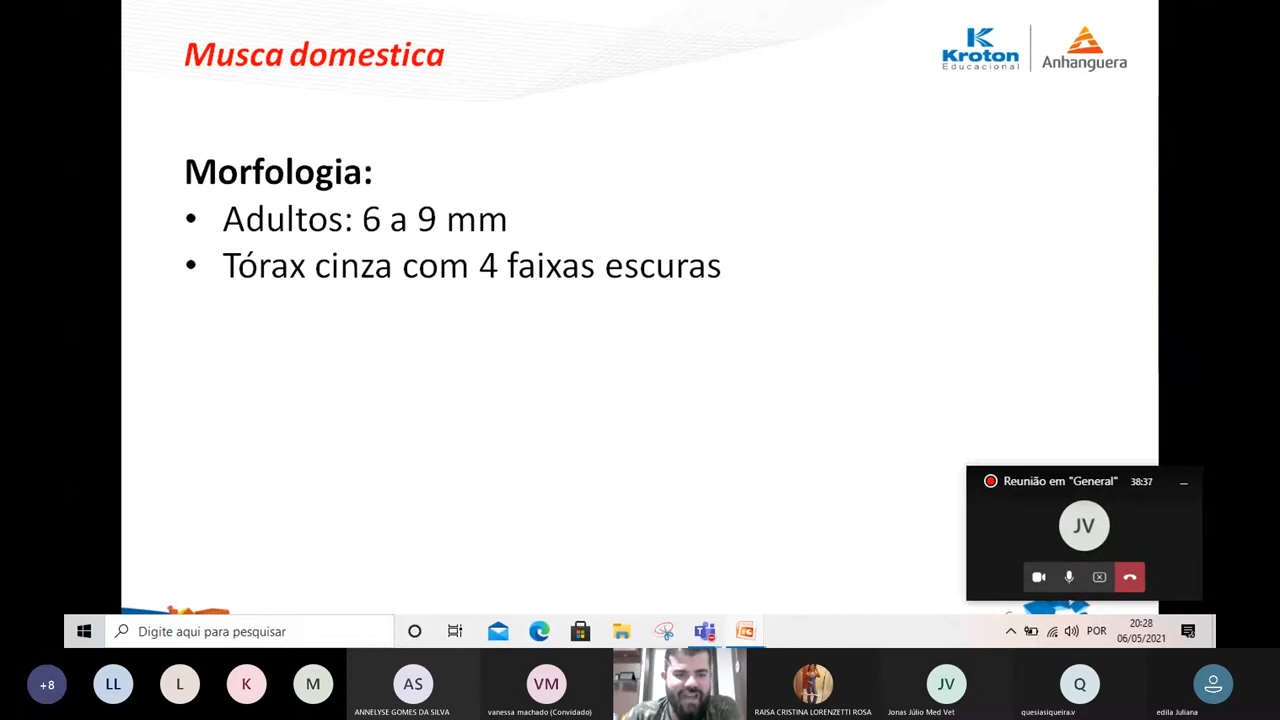 Musca domestica
Kroton
Educacional
Anhanguera
Morfologia:
• Adultos: 6 a 9 mm
• Tórax cinza com 4 faixas escuras
Reunião em "General" 38:37
JV
Digite aqui para pesquisar
POR
20:28
06/05/2021
+8
LL
L
K
M
AS
ANNELYSE GOMES DA SILVA
VM
vanessa machado (Convidado)
RAISA CRISTINA LORENZETTI ROSA
JV
Jonas Júlio Med Vet
Q
quesiasiqueira.v
edila Juliana